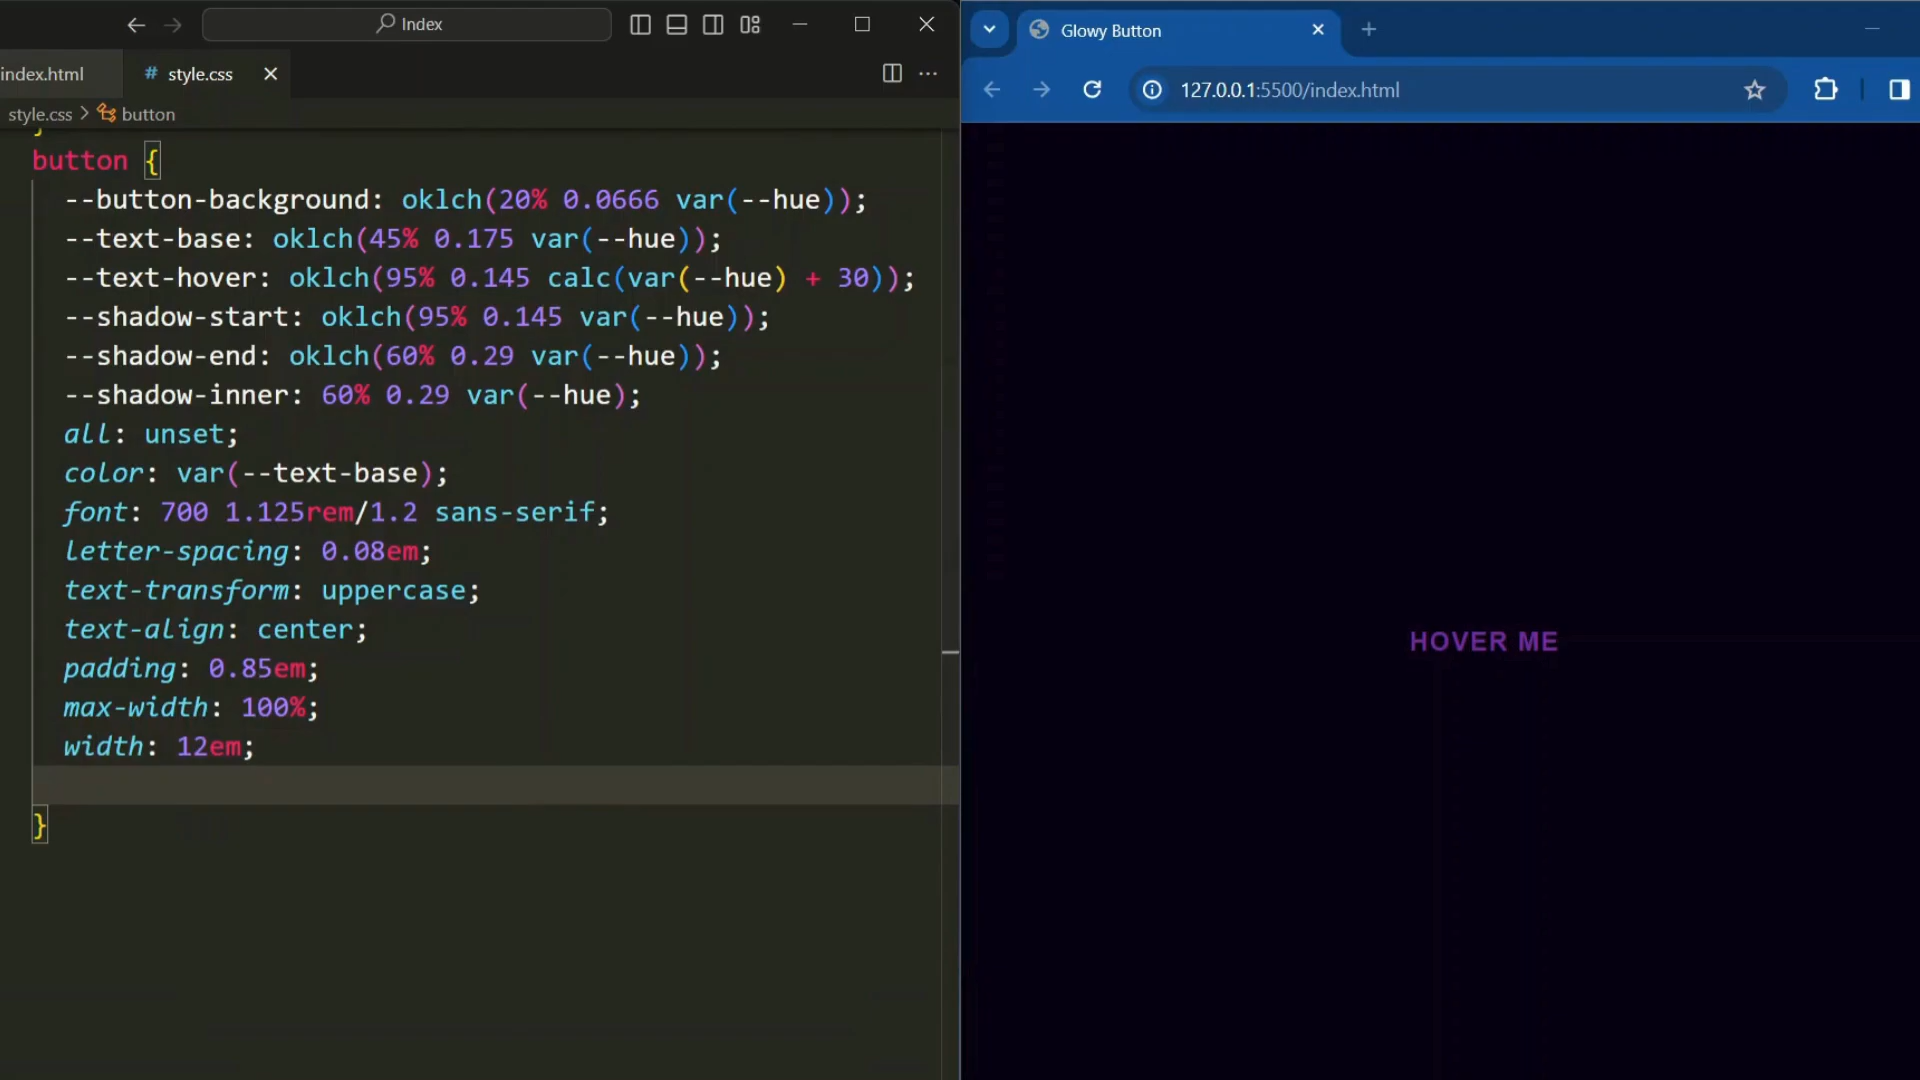 Index
index.html
# style.css
style.css > button
button {
--button-background: oklch(20% 0.0666 var(--hue));
--text-base: oklch(45% 0.175 var(--hue));
--text-hover: oklch(95% 0.145 calc(var(--hue) + 30));
--shadow-start: oklch(95% 0.145 var(--hue));
--shadow-end: oklch(60% 0.29 var(--hue));
--shadow-inner: 60% 0.29 var(--hue);
all: unset;
color: var(--text-base);
font: 700 1.125rem/1.2 sans-serif;
letter-spacing: 0.08em;
text-transform: uppercase;
text-align: center;
padding: 0.85em;
max-width: 100%;
width: 12em;
}
Glowy Button
127.0.0.1:5500/index.html
HOVER ME